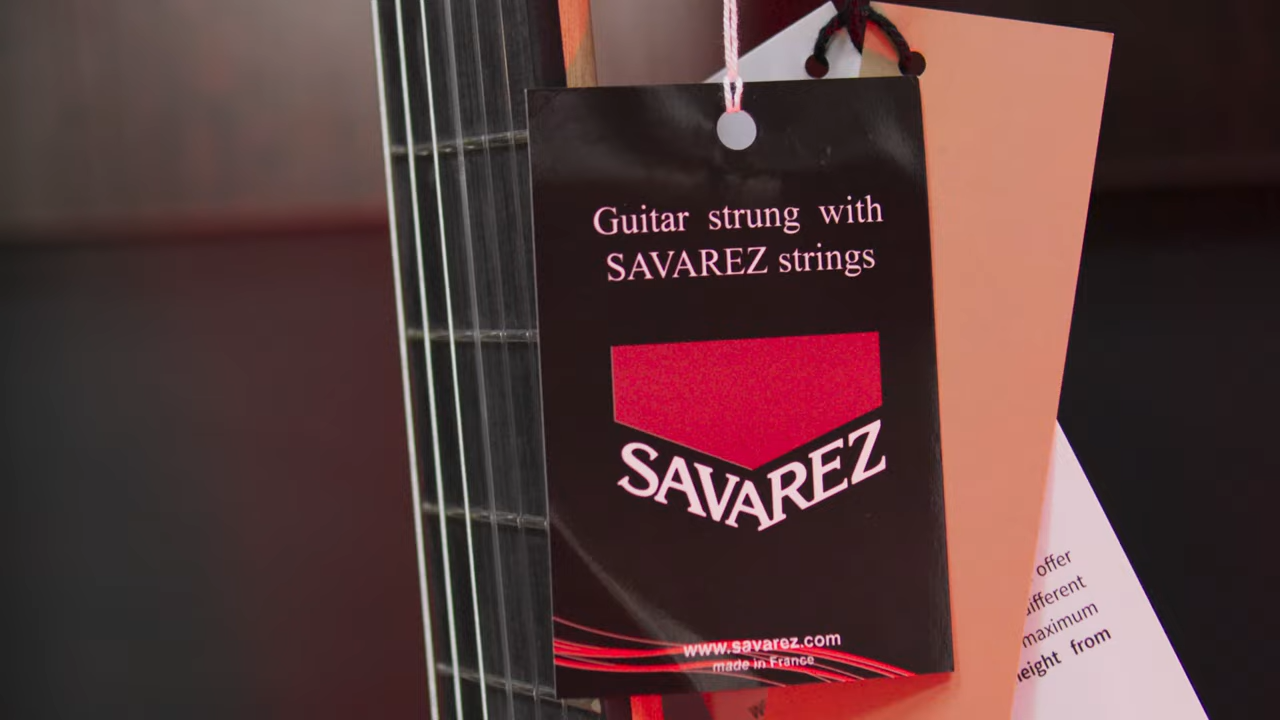 Guitar strung with
SAVAREZ strings
SAVAREZ
www.savarez.com
made in France
offer
different
maximum
height from